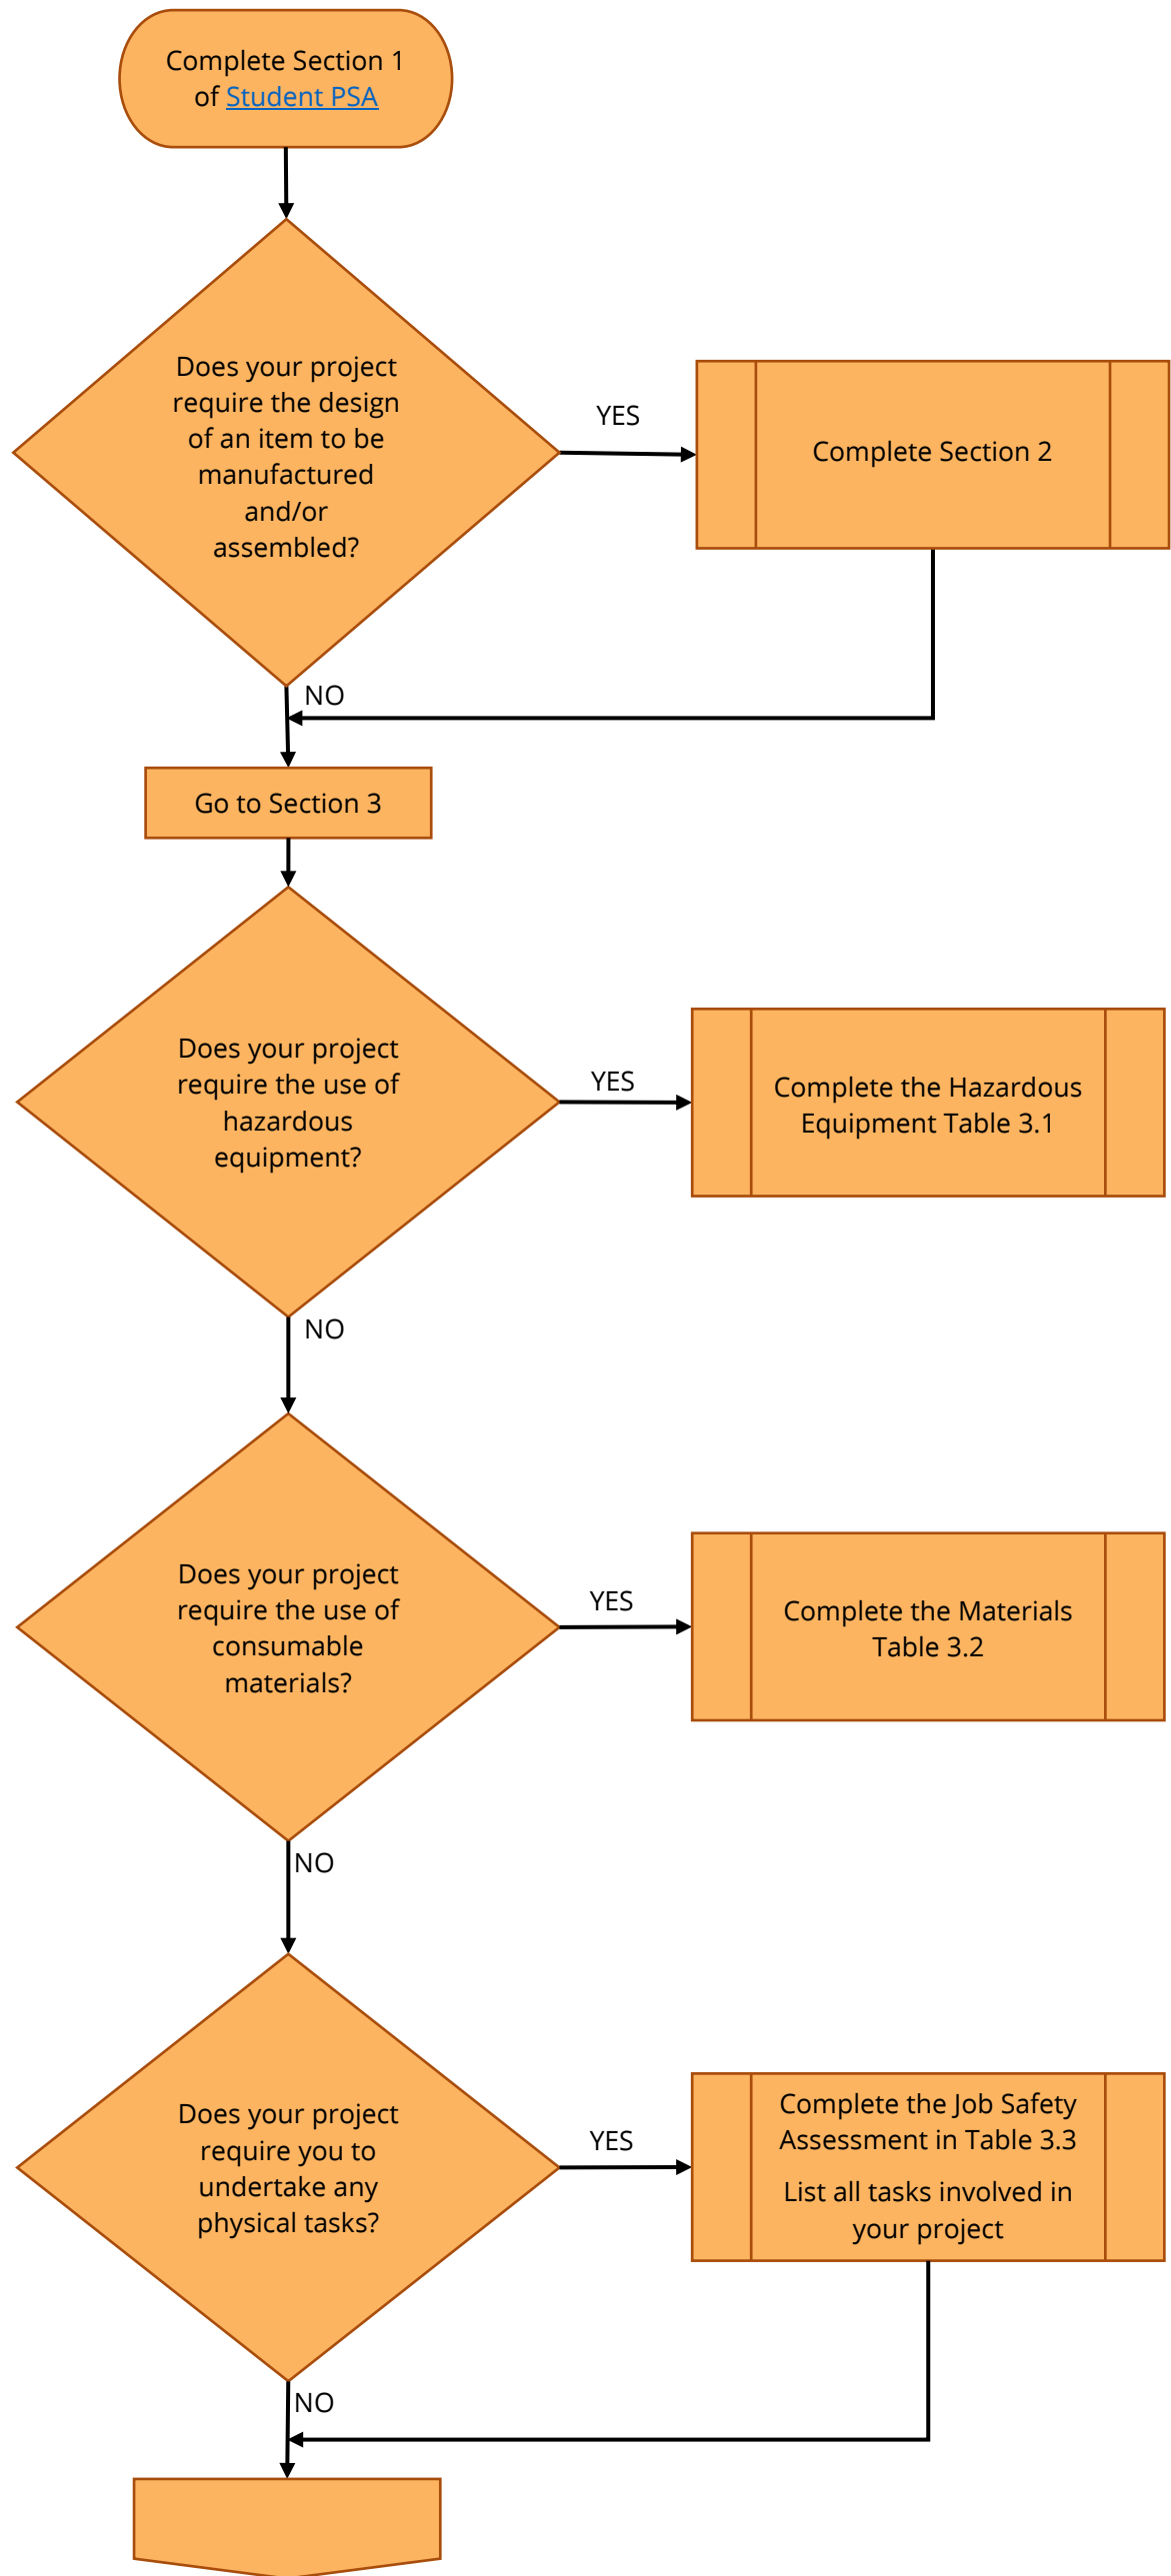 Complete Section 1
of Student PSA
Does your project
require the design
of an item to be
manufactured
and/or
assembled?
YES
Complete Section 2
NO
Go to Section 3
Does your project
require the use of
hazardous
equipment?
YES
Complete the Hazardous
Equipment Table 3.1
NO
Does your project
require the use of
consumable
materials?
YES
Complete the Materials
Table 3.2
NO
Does your project
require you to
undertake any
physical tasks?
YES
Complete the Job Safety
Assessment in Table 3.3
List all tasks involved in
your project
NO